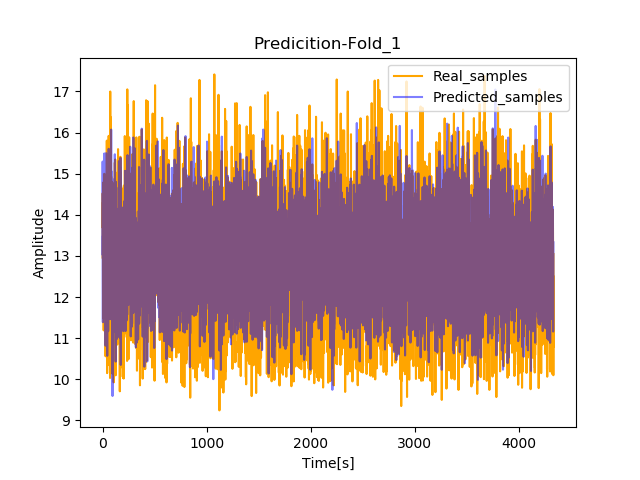 Predicition-Fold_1
Real_samples
Predicted_samples
17
16
15
14
13
12
11
10
9
Amplitude
0 1000 2000 3000 4000
Time[s]